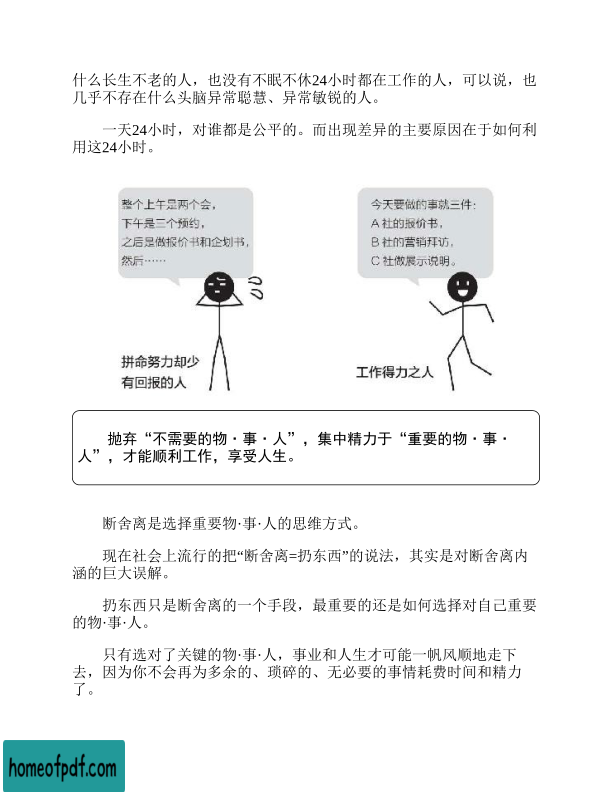 什么长生不老的人，也没有不眠不休24小时都在工作的人，可以说，也
几乎不存在什么头脑异常聪慧、异常敏锐的人。
一天24小时，对谁都是公平的。而出现差异的主要原因在于如何利
用这24小时。
整个上午是两个会，
下午是三个预约，
之后是做报价书和企划书，
然后……
拼命努力却少
有回报的人
今天要做的事就三件：
A 社的报价书，
B 社的营销拜访，
C 社做展示说明。
工作得力之人
抛弃“不需要的物·事·人”，集中精力于“重要的物·事·
人”，才能顺利工作，享受人生。
断舍离是选择重要物·事·人的思维方式。
现在社会上流行的把“断舍离=扔东西”的说法，其实是对断舍离内
涵的巨大误解。
扔东西只是断舍离的一个手段，最重要的还是如何选择对自己重要
的物·事·人。
只有选对了关键的物·事·人，事业和人生才可能一帆风顺地走下
去，因为你不会再为多余的、琐碎的、无必要的事情耗费时间和精力
了。
homeofpdf.com